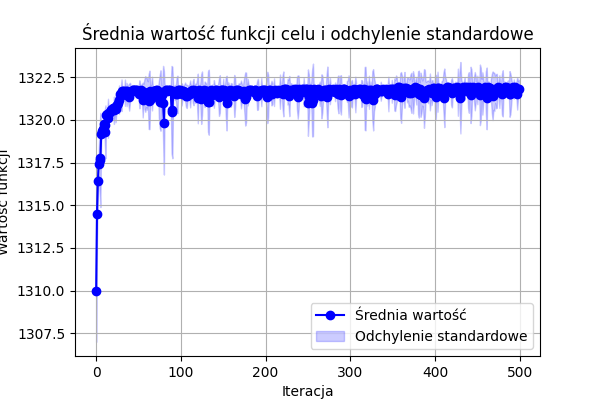 Średnia wartość funkcji celu i odchylenie standardowe
1322.5
1320.0
1317.5
1315.0
1312.5
1310.0
1307.5
Wartość funkcji
0
100
200
300
400
500
Iteracja
Średnia wartość
Odchylenie standardowe